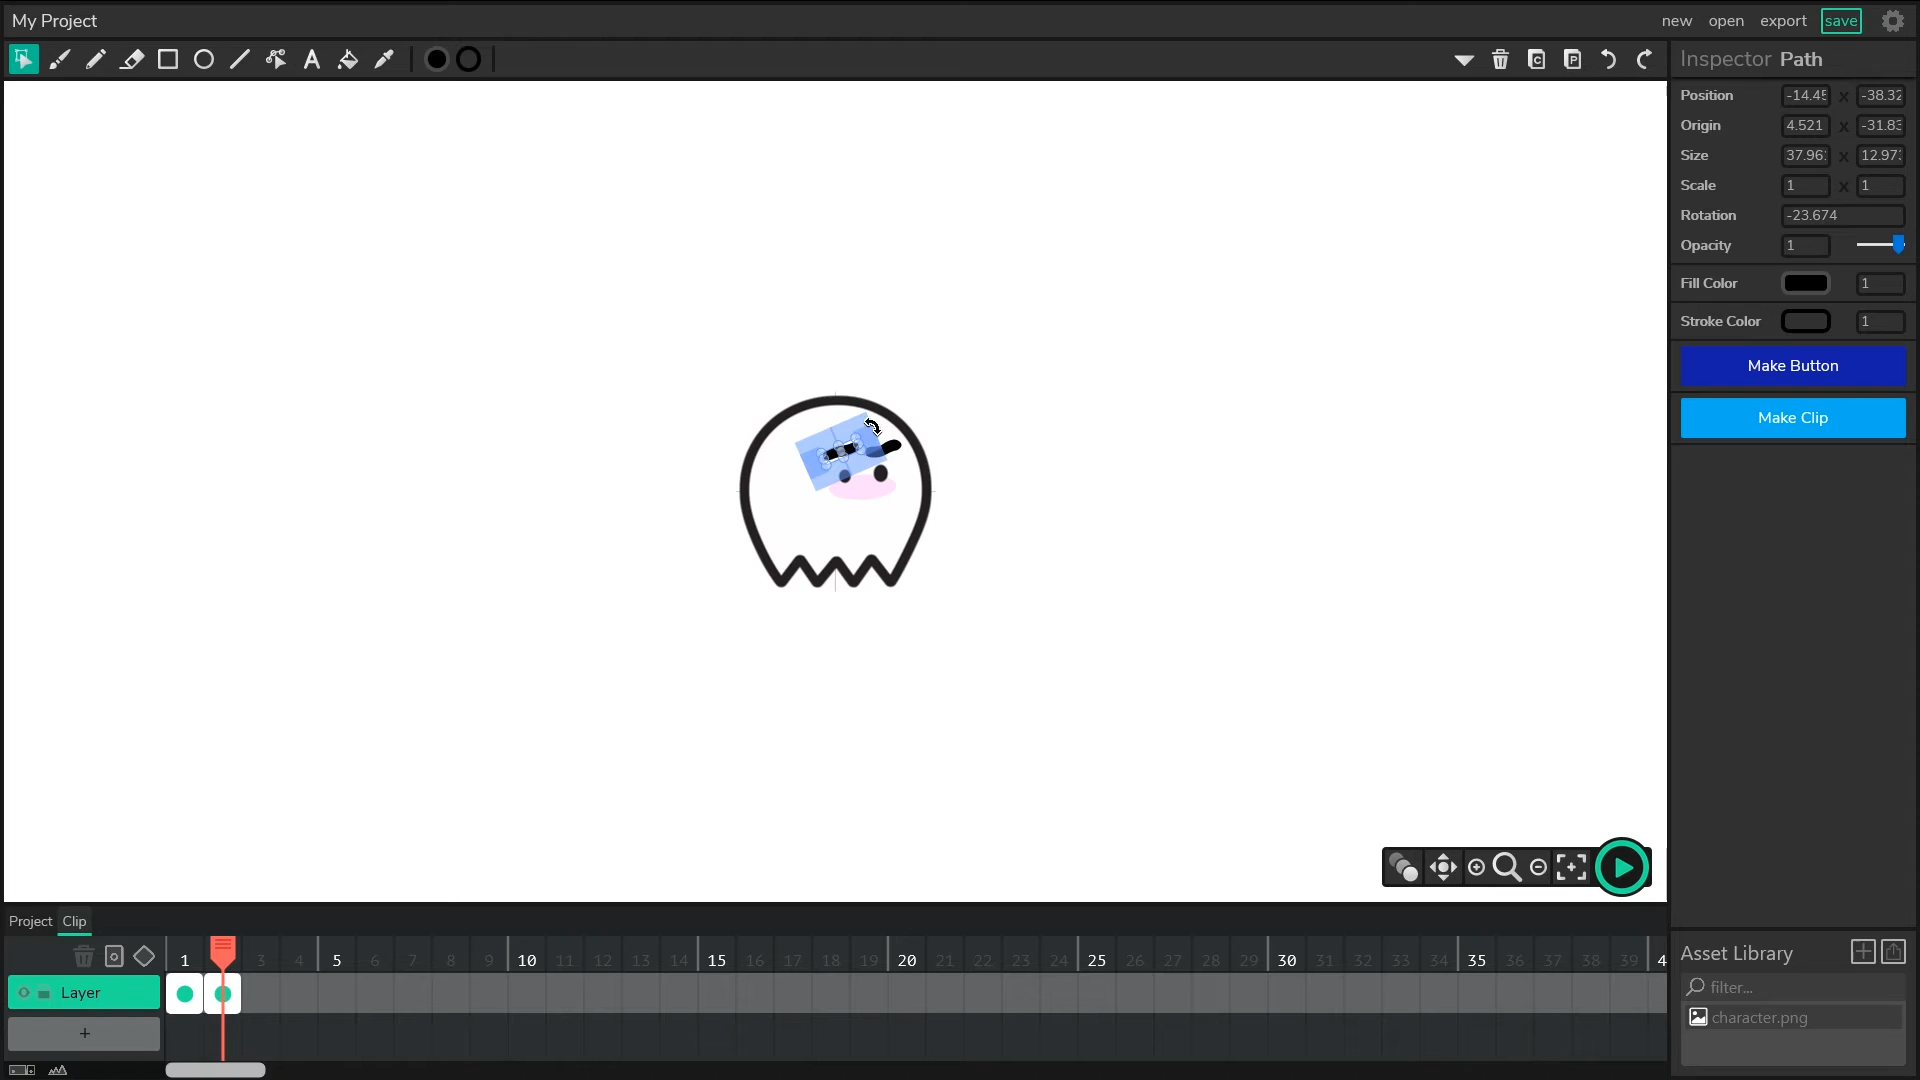 My Project
new open export save
Inspector Path
Position -14.45 x -38.32
Origin 4.521 x -31.83
Size 37.96 x 12.97
Scale 1 x 1
Rotation -23.674
Opacity 1
Fill Color 1
Stroke Color 1
Make Button
Make Clip
Project Clip
1 3 4 5 6 7 8 9 10 11 12 13 14 15 16 17 18 19 20 21 22 23 24 25 26 27 28 29 30 31 32 33 34 35 36 37 38 39 4
Layer
+
Asset Library
filter...
character.png